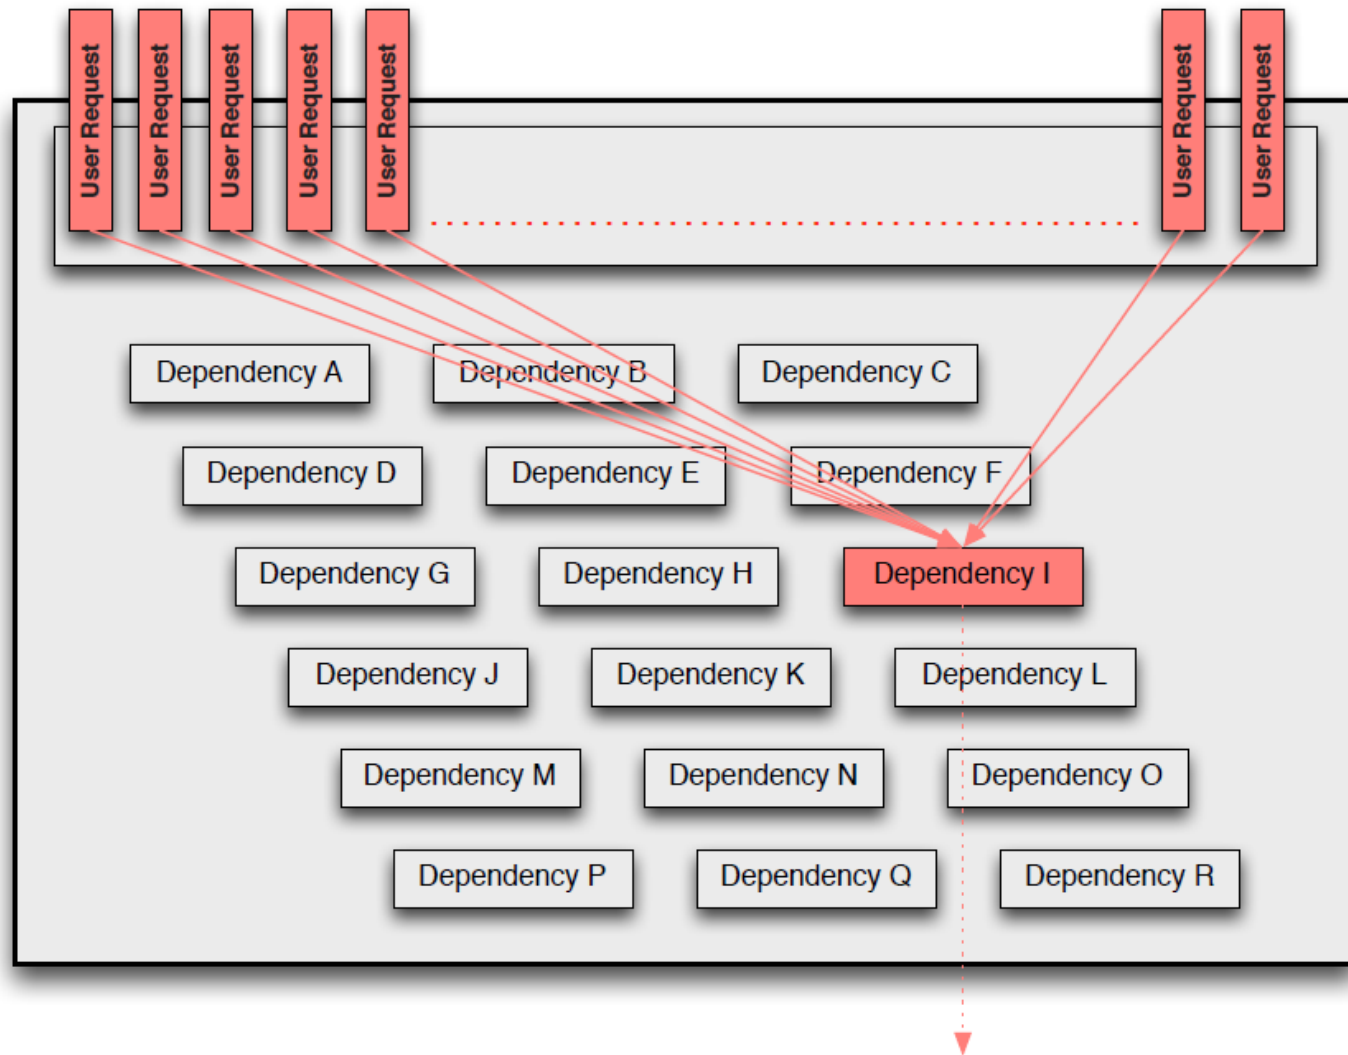 User Request
User Request
User Request
User Request
User Request
User Request
User Request
Dependency A
Dependency B
Dependency C
Dependency D
Dependency E
Dependency F
Dependency G
Dependency H
Dependency I
Dependency J
Dependency K
Dependency L
Dependency M
Dependency N
Dependency O
Dependency P
Dependency Q
Dependency R